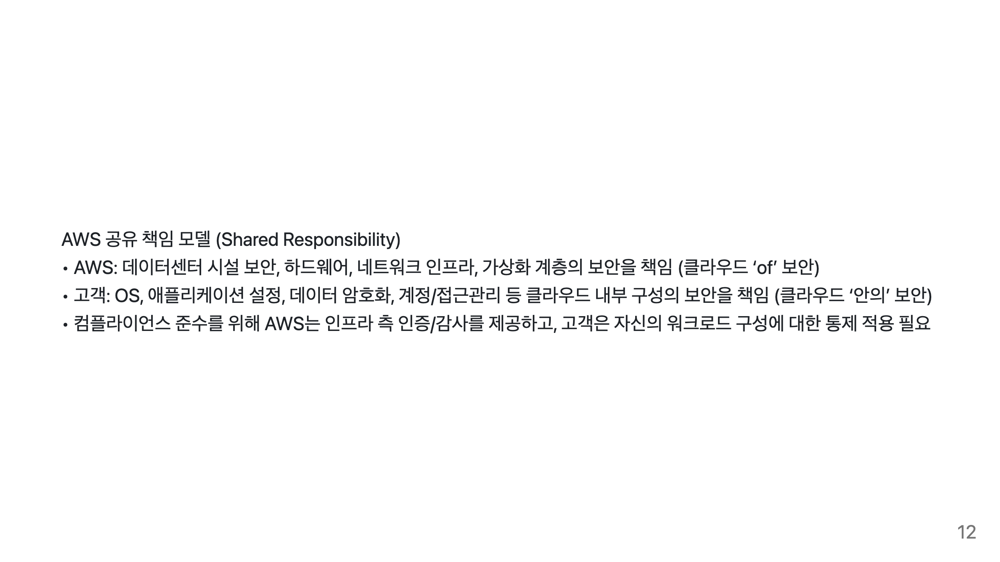 AWS 공유 책임 모델 (Shared Responsibility)
• AWS: 데이터센터 시설 보안, 하드웨어, 네트워크 인프라, 가상화 계층의 보안을 책임 (클라우드 ‘of’ 보안)
• 고객: OS, 애플리케이션 설정, 데이터 암호화, 계정/접근관리 등 클라우드 내부 구성의 보안을 책임 (클라우드 ‘안의’ 보안)
• 컴플라이언스 준수를 위해 AWS는 인프라 측 인증/감사를 제공하고, 고객은 자신의 워크로드 구성에 대한 통제 적용 필요
12